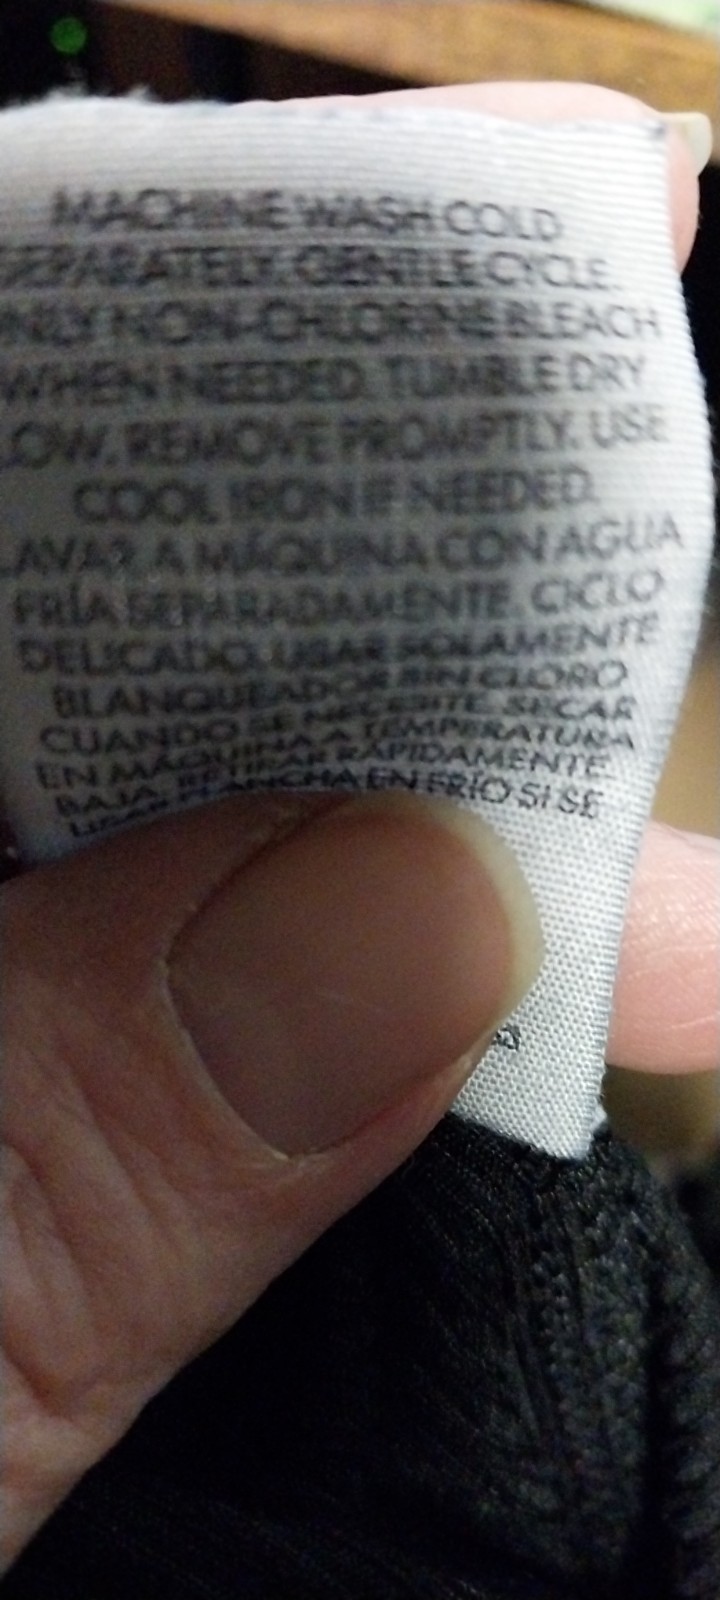 MACHINE WASH COLD
SEPARATELY. GENTLE CYCLE.
ONLY NON-CHLORINE BLEACH
WHEN NEEDED. TUMBLE DRY
LOW. REMOVE PROMPTLY. USE
COOL IRON IF NEEDED.
LAVAR A MÁQUINA CON AGUA
FRÍA SEPARADAMENTE. CICLO
DELICADO. USAR SOLAMENTE
BLANQUEADOR SIN CLORO
CUANDO SE NECESITE. SECAR
EN MÁQUINA A TEMPERATURA
BAJA. RETIRAR RÁPIDAMENTE.
USAR PLANCHA EN FRÍO SI SE